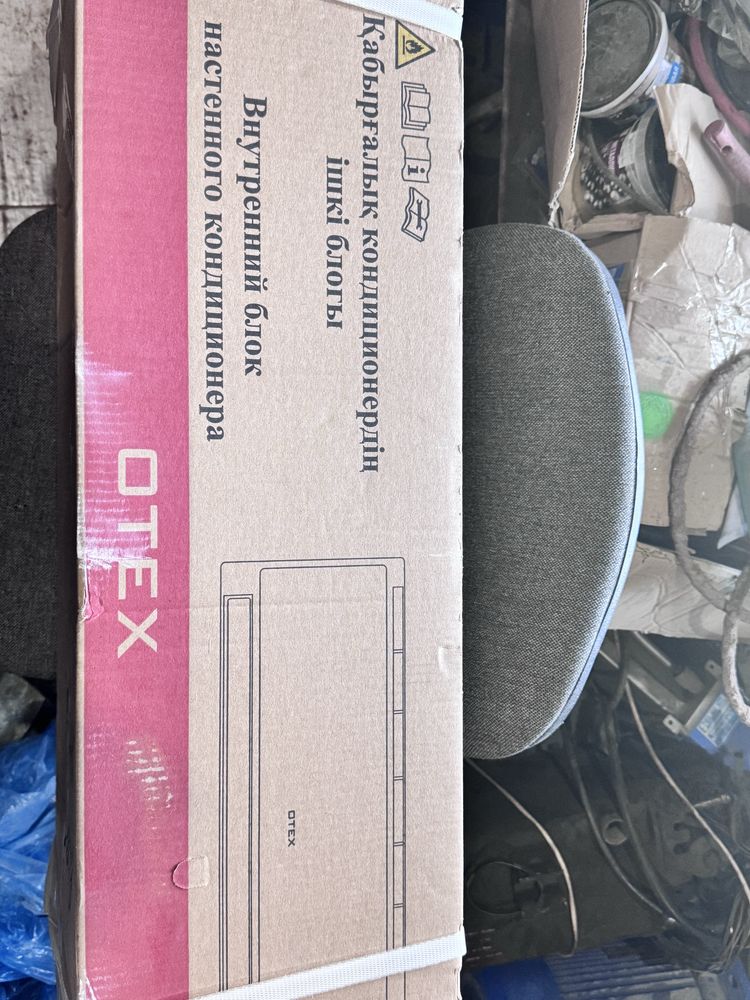 Қабырғалық кондиционердің
ішкі блогы
Внутренний блок
настенного кондиционера
OTEX
OTEX